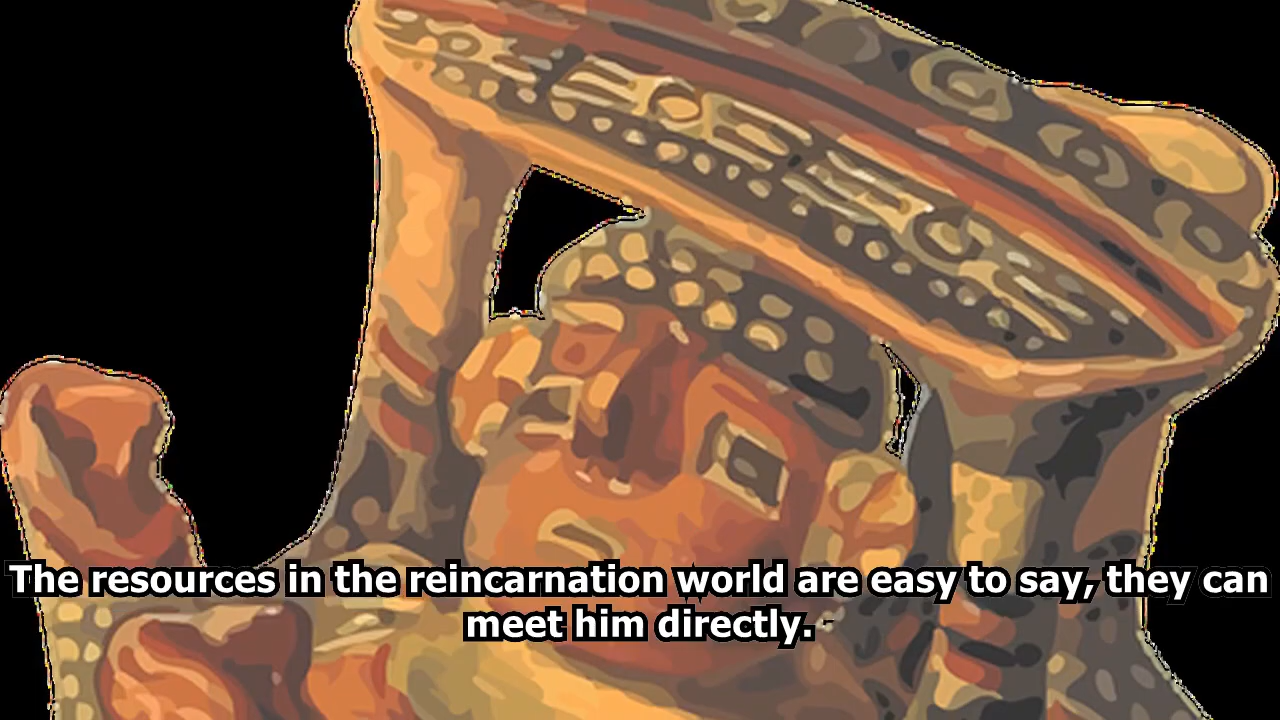 The resources in the reincarnation world are easy to say, they can
meet him directly.